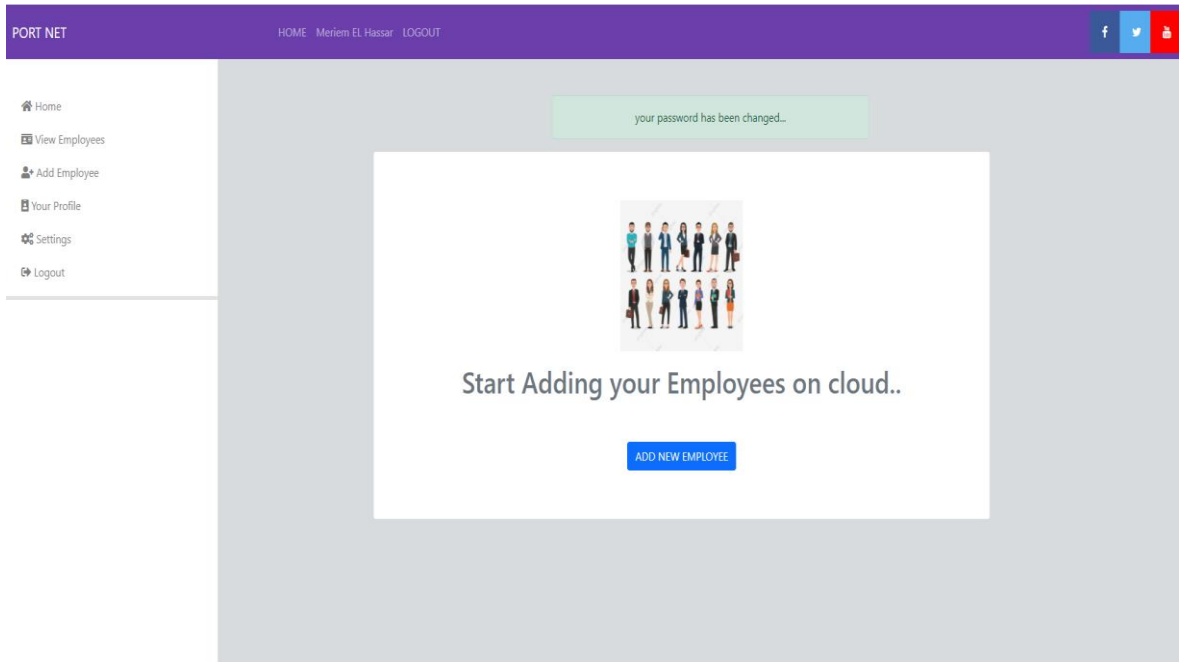 PORT NET
HOME Meriem EL Hassar LOGOUT
Home
View Employees
Add Employee
Your Profile
Settings
Logout
your password has been changed...
Start Adding your Employees on cloud..
ADD NEW EMPLOYEE